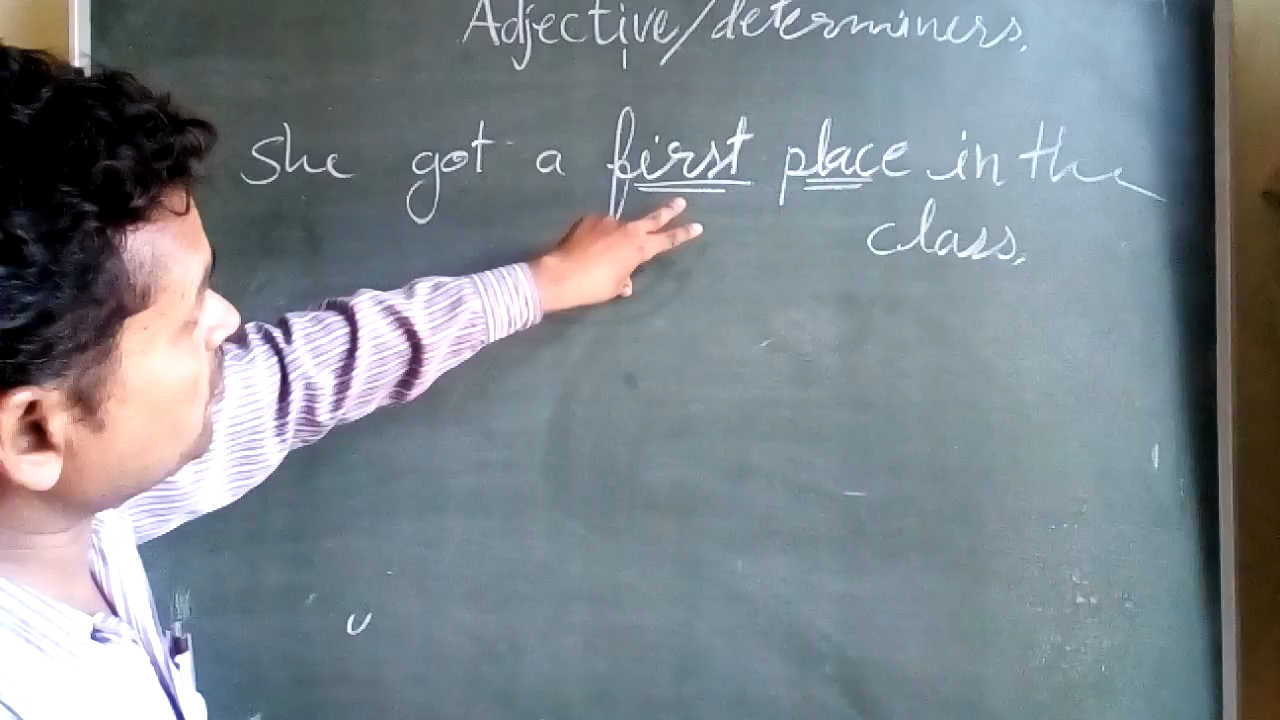 Adjective/determiners.
She got a first place in the
class.